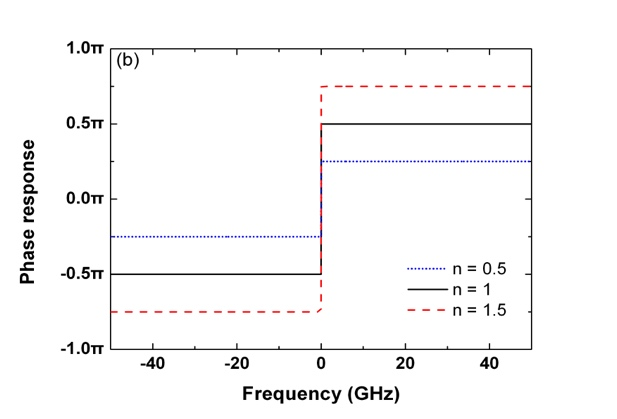 (b)
1.0π
0.5π
0.0π
-0.5π
-1.0π
Phase response
-40
-20
0
20
40
Frequency (GHz)
n = 0.5
n = 1
n = 1.5